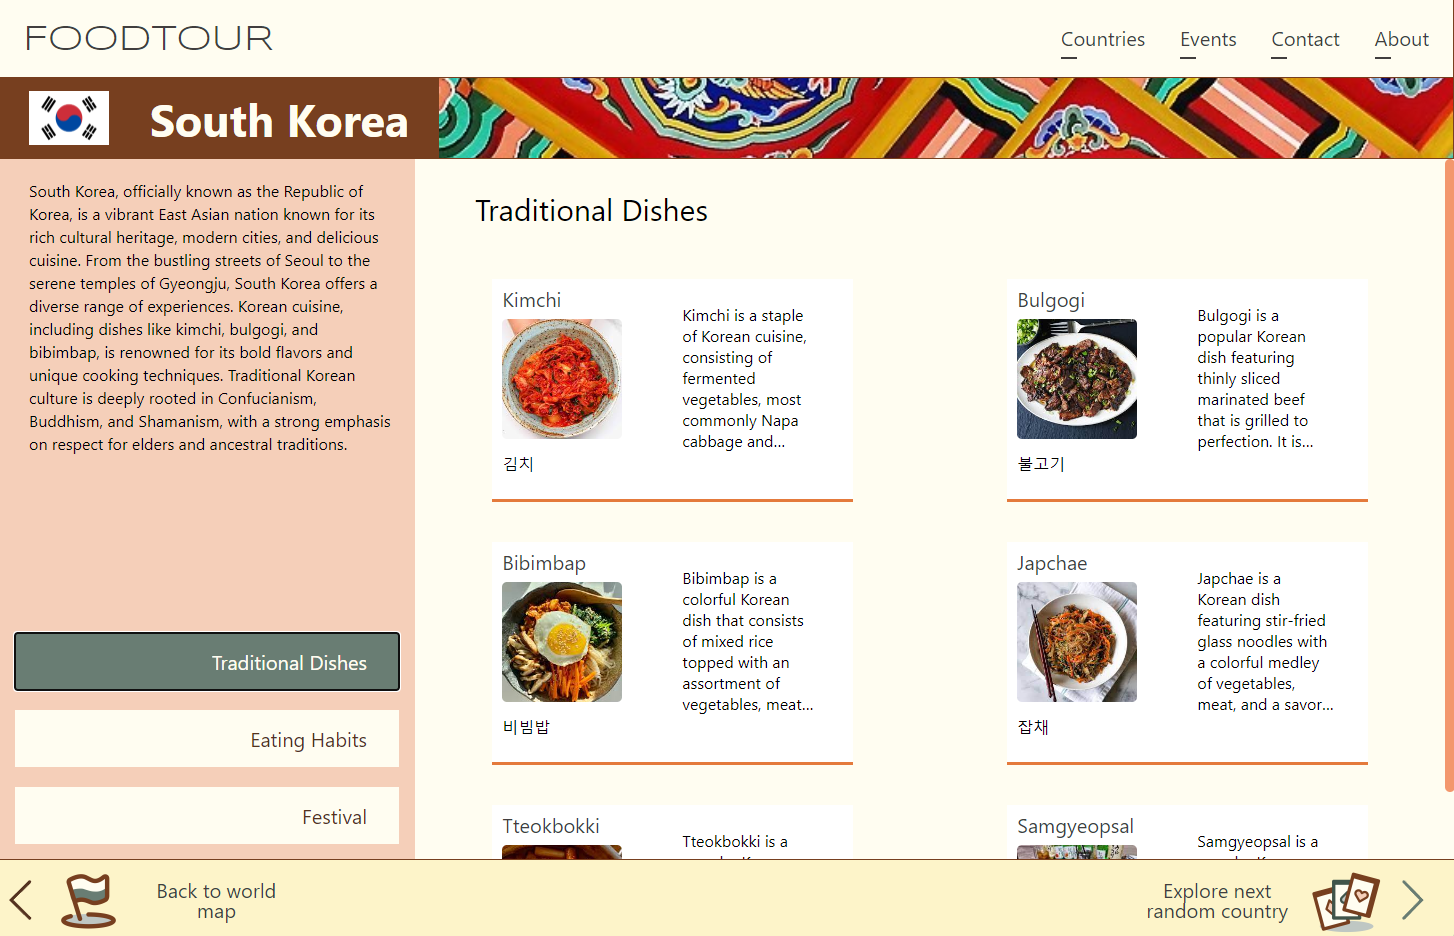 FOODTOUR
Countries
Events
Contact
About
South Korea
South Korea, officially known as the Republic of
Korea, is a vibrant East Asian nation known for its
rich cultural heritage, modern cities, and delicious
cuisine. From the bustling streets of Seoul to the
serene temples of Gyeongju, South Korea offers a
diverse range of experiences. Korean cuisine,
including dishes like kimchi, bulgogi, and
bibimbap, is renowned for its bold flavors and
unique cooking techniques. Traditional Korean
culture is deeply rooted in Confucianism,
Buddhism, and Shamanism, with a strong emphasis
on respect for elders and ancestral traditions.
Traditional Dishes
Eating Habits
Festival
Traditional Dishes
Kimchi
Kimchi is a staple
of Korean cuisine,
consisting of
fermented
vegetables, most
commonly Napa
cabbage and...
김치
Bulgogi
Bulgogi is a
popular Korean
dish featuring
thinly sliced
marinated beef
that is grilled to
perfection. It is...
불고기
Bibimbap
Bibimbap is a
colorful Korean
dish that consists
of mixed rice
topped with an
assortment of
vegetables, meat...
비빔밥
Japchae
Japchae is a
Korean dish
featuring stir-fried
glass noodles with
a colorful medley
of vegetables,
meat, and a savor...
잡채
Tteokbokki
Tteokbokki is a
Samgyeopsal
Samgyeopsal is a
Back to world
map
Explore next
random country